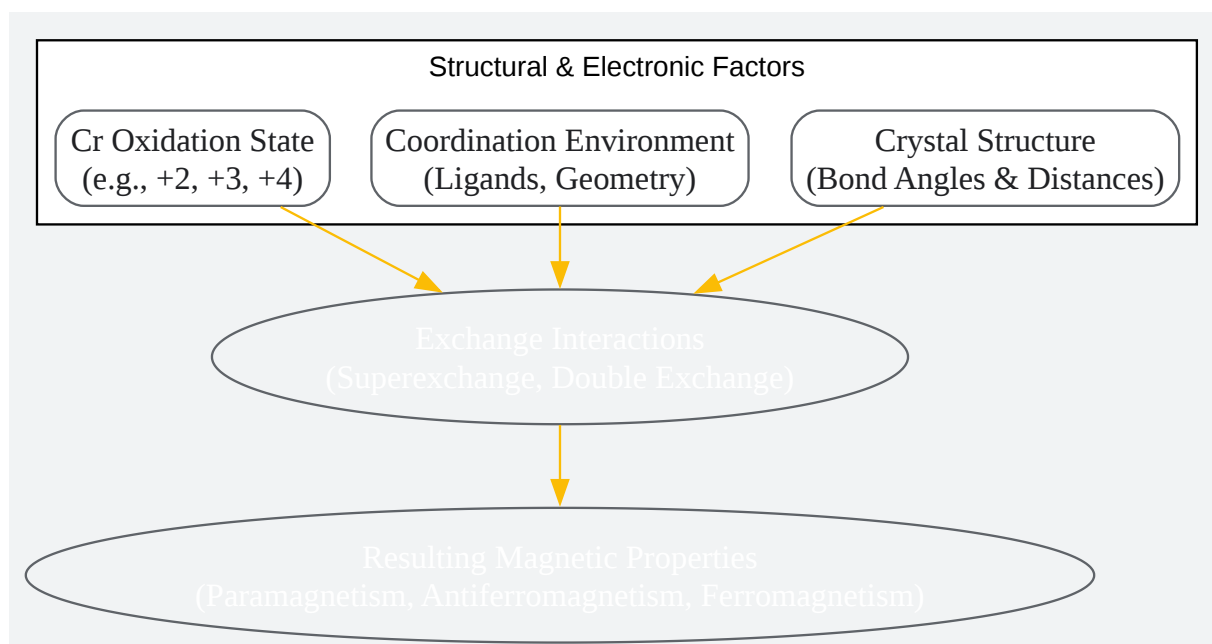 Structural & Electronic Factors
Cr Oxidation State
(e.g., +2, +3, +4)
Coordination Environment
(Ligands, Geometry)
Crystal Structure
(Bond Angles & Distances)
Exchange Interactions
(Superexchange, Double Exchange)
Resulting Magnetic Properties
(Paramagnetism, Antiferromagnetism, Ferromagnetism)